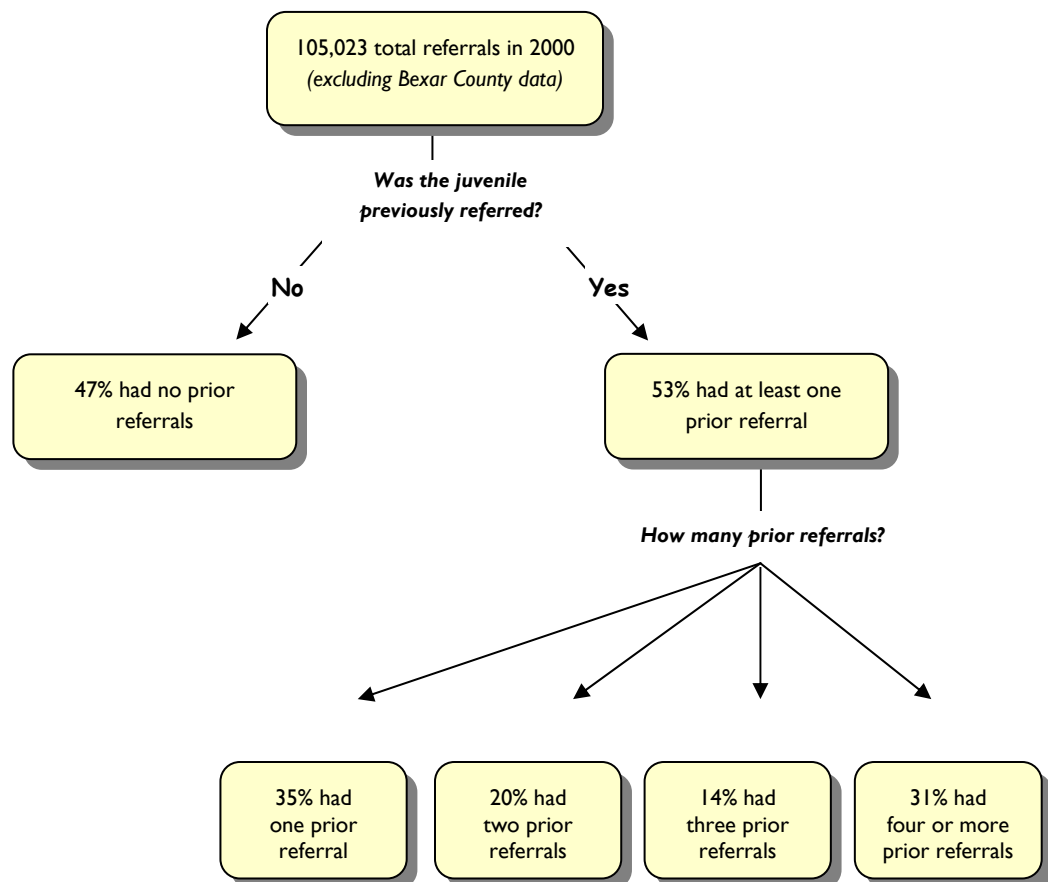 105,023 total referrals in 2000
(excluding Bexar County data)
Was the juvenile
previously referred?
No
Yes
47% had no prior
referrals
53% had at least one
prior referral
How many prior referrals?
35% had
one prior
referral
20% had
two prior
referrals
14% had
three prior
referrals
31% had
four or more
prior referrals